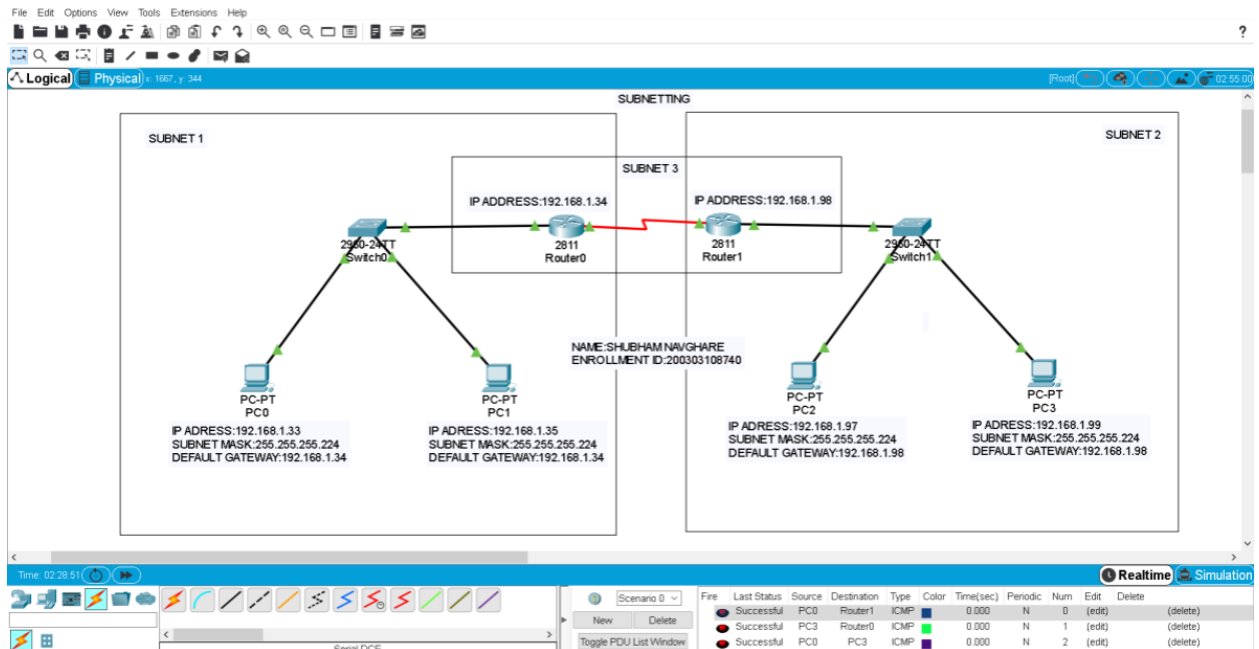 File Edit Options View Tools Extensions Help
?
Logical Physical x: 1667, y: 344 [Root] 02:55:00
SUBNETTING
SUBNET 1
SUBNET 2
SUBNET 3
IP ADDRESS:192.168.1.34
IP ADDRESS:192.168.1.98
2950-24TT
Switch0
2811
Router0
2811
Router1
2950-24TT
Switch1
NAME:SHUBHAM NAVGHARE
ENROLLMENT ID:200303108740
PC-PT
PC0
IP ADRESS:192.168.1.33
SUBNET MASK:255.255.255.224
DEFAULT GATEWAY:192.168.1.34
PC-PT
PC1
IP ADRESS:192.168.1.35
SUBNET MASK:255.255.255.224
DEFAULT GATEWAY:192.168.1.34
PC-PT
PC2
IP ADRESS:192.168.1.97
SUBNET MASK:255.255.255.224
DEFAULT GATEWAY:192.168.1.98
PC-PT
PC3
IP ADRESS:192.168.1.99
SUBNET MASK:255.255.255.224
DEFAULT GATEWAY:192.168.1.98
Time: 02:28:51 Realtime Simulation
Scenario 0
New Delete
Toggle PDU List Window
Fire Last Status Source Destination Type Color Time(sec) Periodic Num Edit Delete
Successful PC0 Router1 ICMP 0.000 N 0 (edit) (delete)
Successful PC3 Router0 ICMP 0.000 N 1 (edit) (delete)
Successful PC0 PC3 ICMP 0.000 N 2 (edit) (delete)
Serial DCE